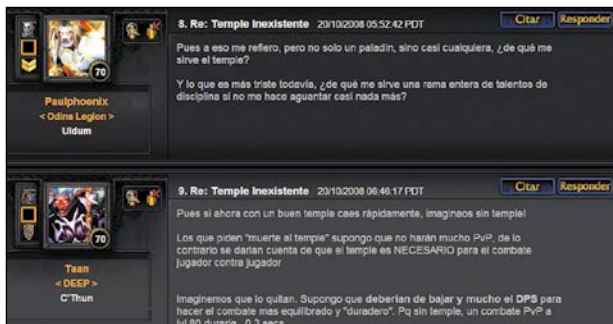 8. Re: Temple Inexistente 20/10/2008 05:52:42 PDT
Citar Responder
Pues a eso me refiero, pero no solo un paladin, sino casi cualquiera, ¿de qué me
sirve el temple?
Y lo que es más triste todavía, ¿de qué me sirve una rama entera de talentos de
disciplina si no me hace aguantar casi nada más?
70
Paulphoenix
< Odins Legion >
Uldum
9. Re: Temple Inexistente 20/10/2008 06:46:17 PDT
Citar Responder
Pues si ahora con un buen temple caes rápidamente, imaginaos sin temple!
Los que piden "muerte al temple" supongo que no harán mucho PvP, de lo
contrario se darian cuenta de que el temple es NECESARIO para el combate
jugador contra jugador
Imaginemos que lo quitan. Supongo que deberían de bajar y mucho el DPS para
hacer el combate mas equilibrado y "duradero". Pq sin temple, un combate PvP a
lvl 80 duraria 0,3 secs
70
Taan
< DEEP >
C'Thun